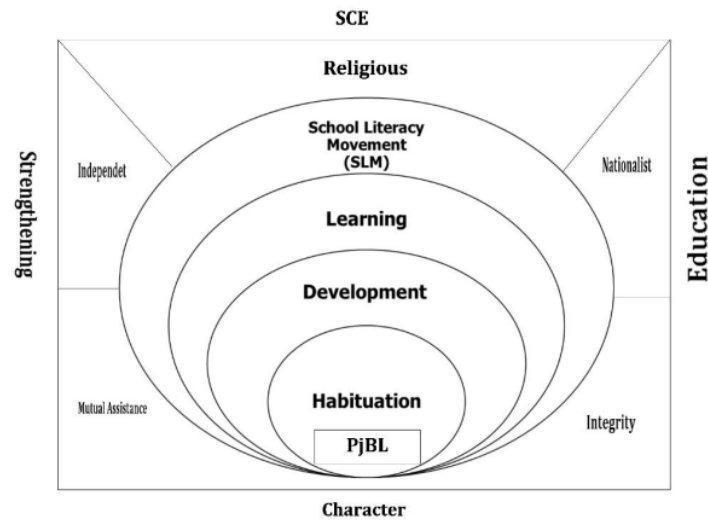 SCE
Religious
School Literacy
Movement
(SLM)
Strengthening
Independet
Nationalist
Education
Learning
Development
Habituation
Mutual Assistance
Integrity
PjBL
Character